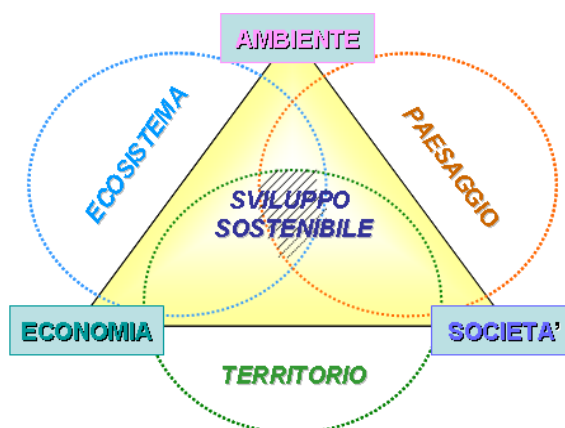 AMBIENTE
ECOSISTEMA
PAESAGGIO
SVILUPPO
SOSTENIBILE
ECONOMIA
SOCIETA'
TERRITORIO